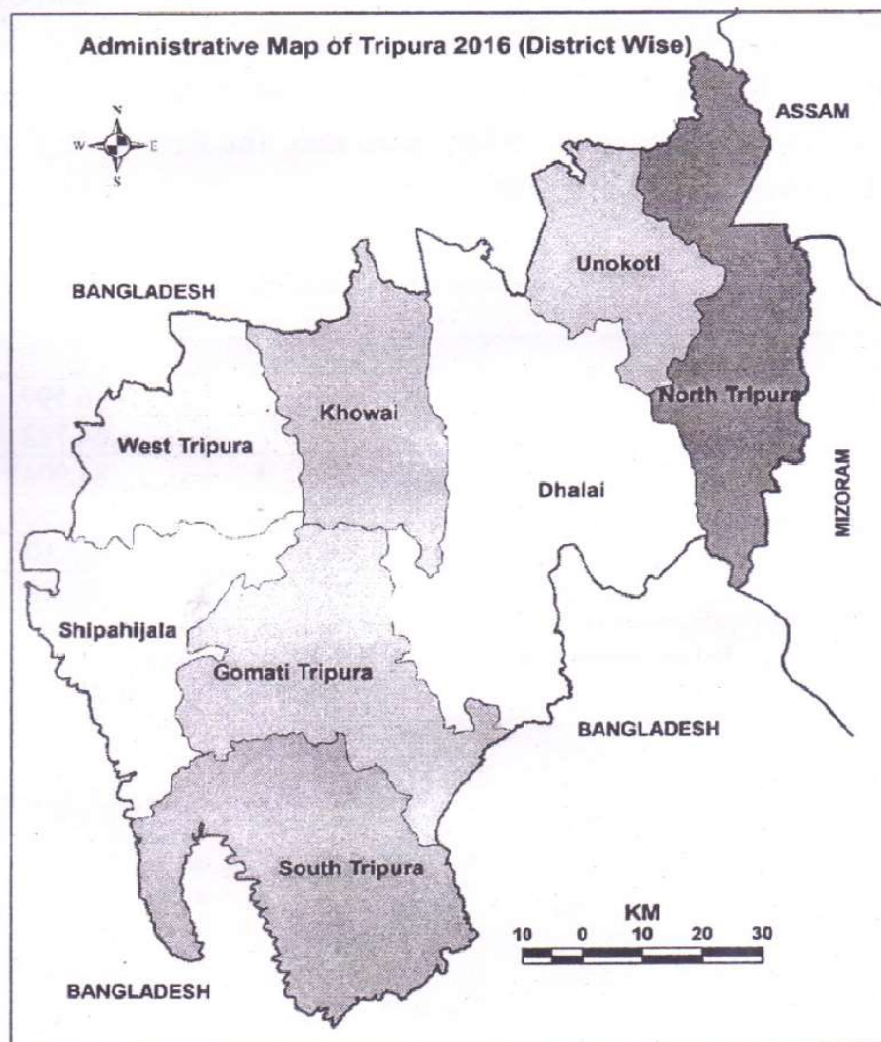 Administrative Map of Tripura 2016 (District Wise)
N
W E
S
ASSAM
BANGLADESH
Unokoti
Khowai
North Tripura
West Tripura
Dhalai
MIZORAM
Shipahijala
Gomati Tripura
BANGLADESH
South Tripura
KM
10 0 10 20 30
BANGLADESH